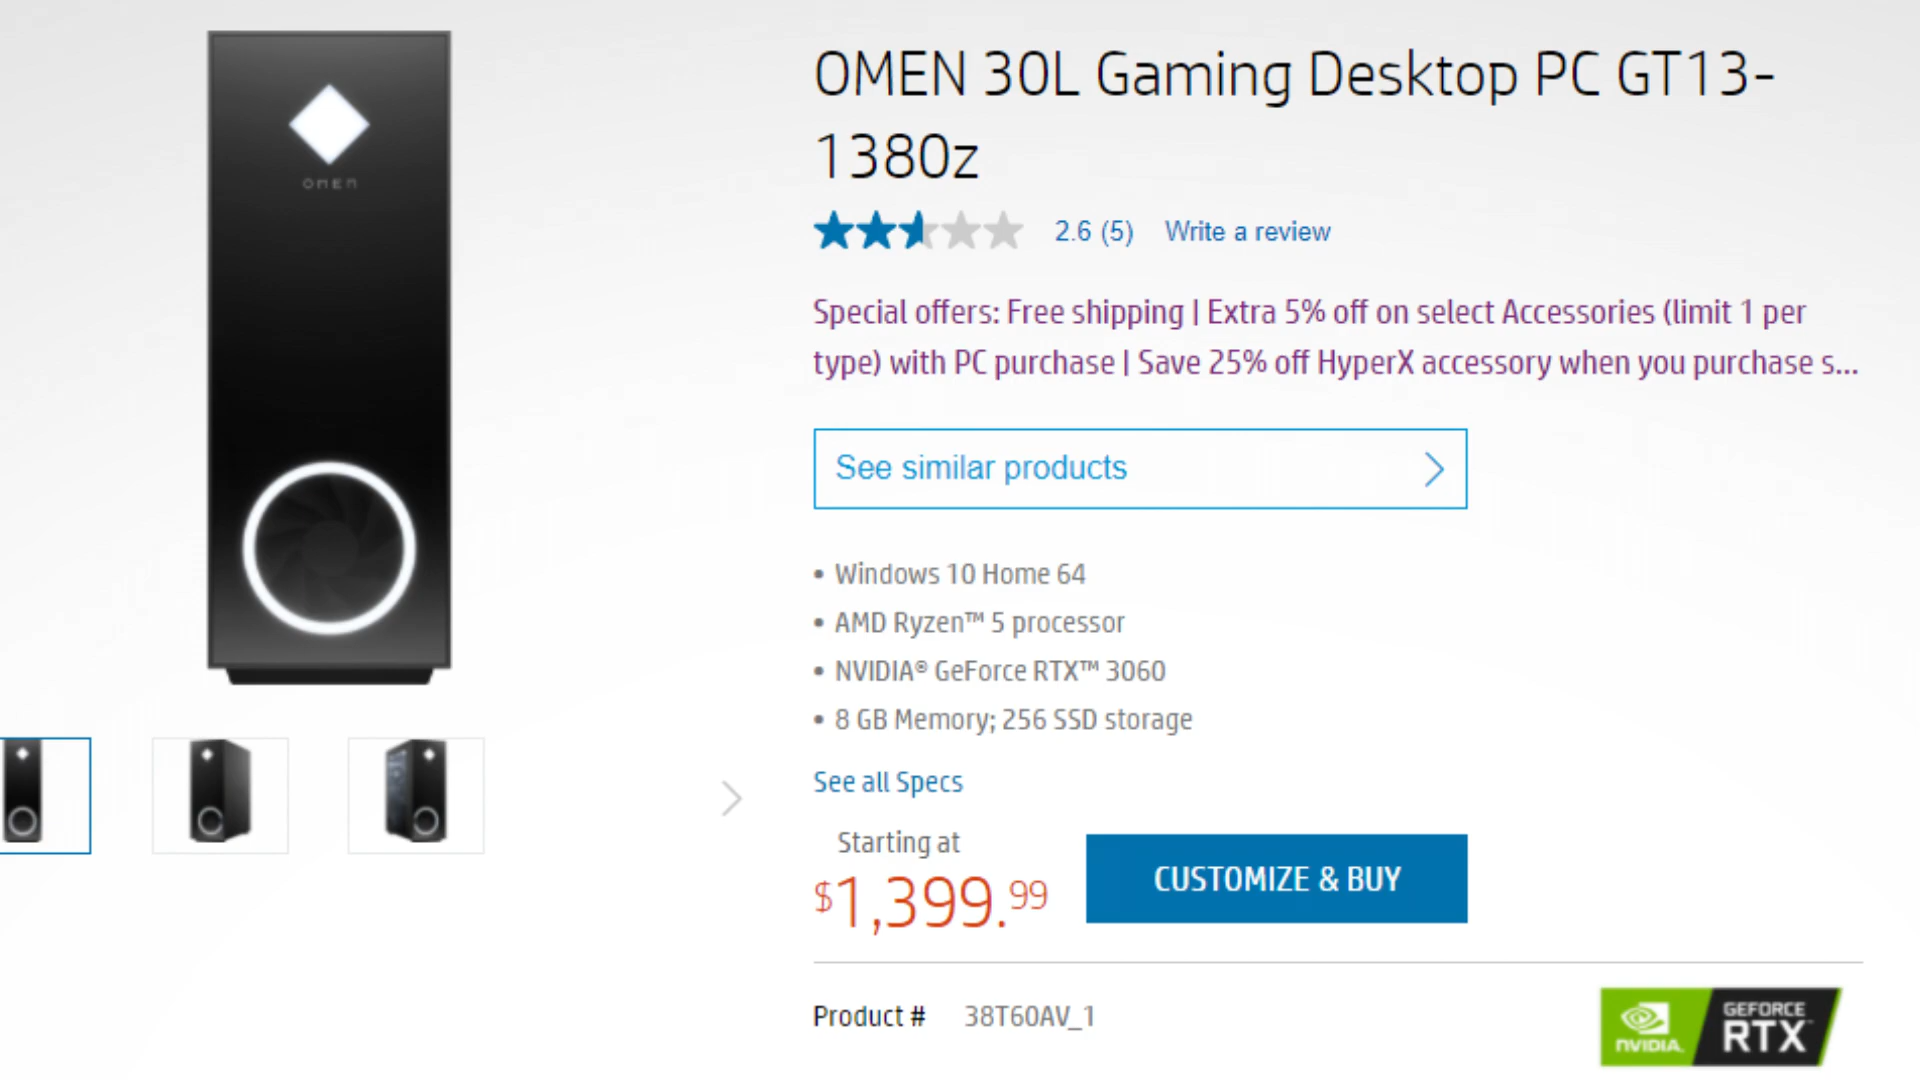 OMEN
OMEN 30L Gaming Desktop PC GT13-
1380z
2.6 (5) Write a review
Special offers: Free shipping | Extra 5% off on select Accessories (limit 1 per
type) with PC purchase | Save 25% off HyperX accessory when you purchase s...
See similar products
• Windows 10 Home 64
• AMD Ryzen™ 5 processor
• NVIDIA® GeForce RTX™ 3060
• 8 GB Memory; 256 SSD storage
See all Specs
Starting at
$1,399.99
CUSTOMIZE & BUY
Product # 38T60AV_1
NVIDIA.
GEFORCE
RTX™